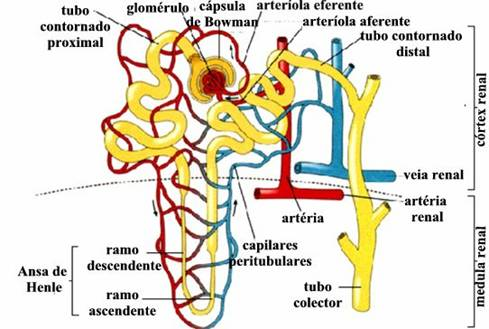 tubo
contornado
proximal
glomérulo
cápsula
de Bowman
arteríola eferente
arteríola aferente
tubo contornado
distal
córtex renal
veia renal
artéria
renal
artéria
capilares
peritubulares
medula renal
ramo
descendente
Ansa de
Henle
ramo
ascendente
tubo
colector